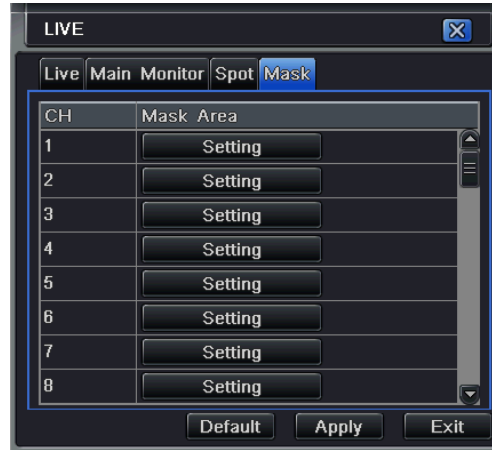 LIVE
Live Main Monitor Spot Mask
CH Mask Area
1 Setting
2 Setting
3 Setting
4 Setting
5 Setting
6 Setting
7 Setting
8 Setting
Default Apply Exit